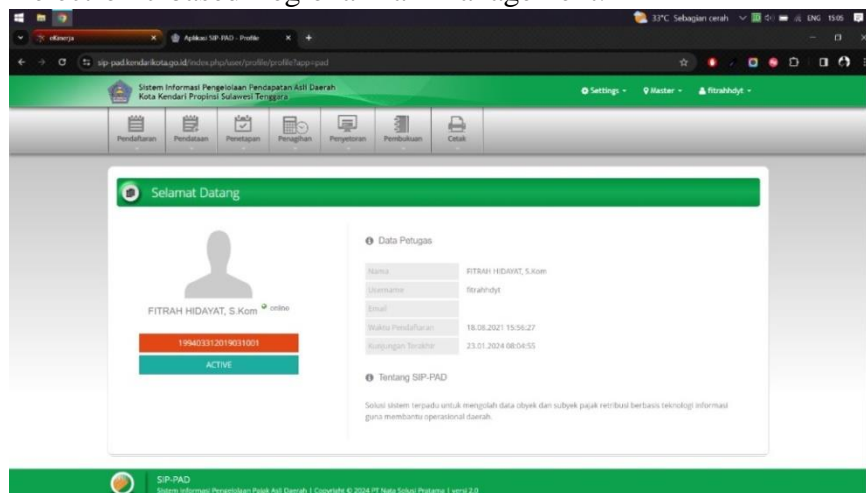 33°C Sebagian cerah
ENG 15:05
eKinerja
Aplikasi SIP-PAD - Profile
sip-pad.kendarikota.go.id/index.php/user/profile/profile?app=pad
Sistem Informasi Pengelolaan Pendapatan Asli Daerah
Kota Kendari Propinsi Sulawesi Tenggara
Settings
Master
fitrahhdyt
Pendaftaran
Pendataan
Penetapan
Penagihan
Penyetoran
Pembukuan
Cetak
Selamat Datang
FITRAH HIDAYAT, S.Kom online
199403312019031001
ACTIVE
Data Petugas
Nama FITRAH HIDAYAT, S.Kom
Username fitrahhdyt
Email
Waktu Pendaftaran 18.08.2021 15:56:27
Kunjungan Terakhir 23.01.2024 08:04:55
Tentang SIP-PAD
Solusi sistem terpadu untuk mengolah data obyek dan subyek pajak retribusi berbasis teknologi informasi
guna membantu operasional daerah.
SIP-PAD
Sistem Informasi Pengelolaan Pajak Asli Daerah | Copyright © 2024 PT Nata Solusi Pratama | versi 2.0